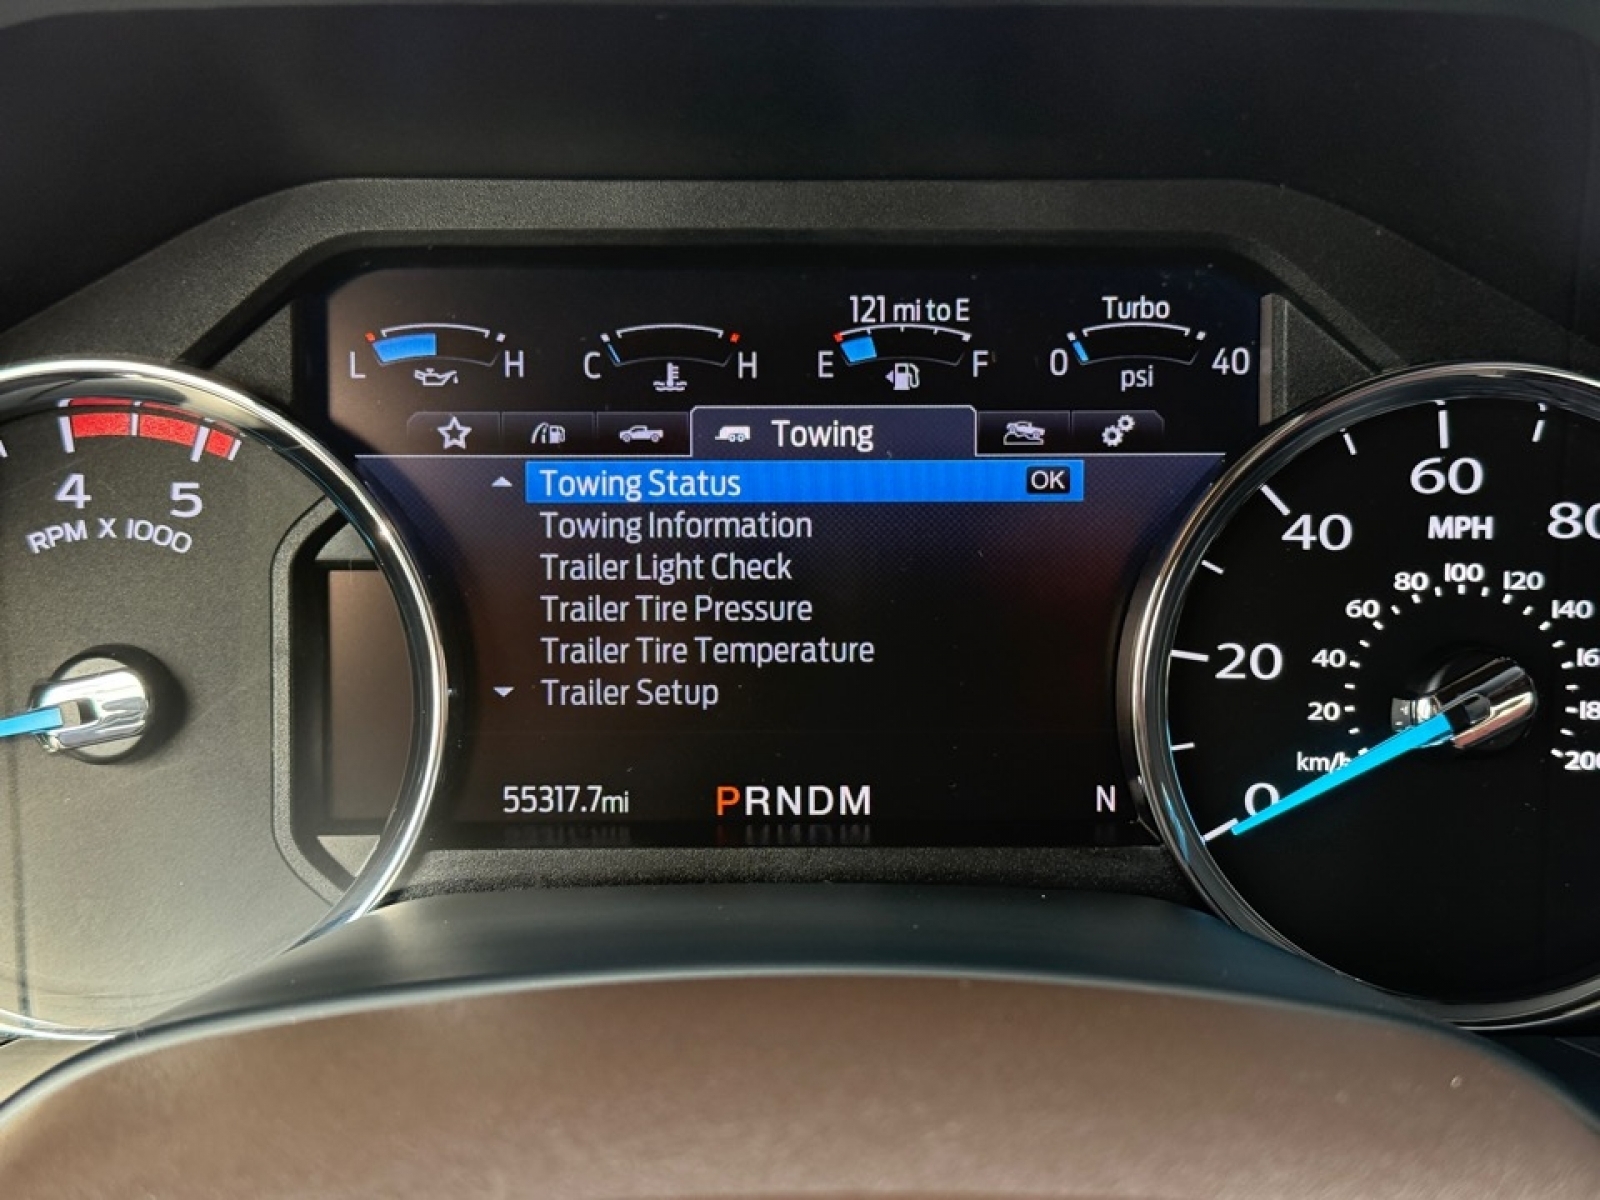 121 mi to E
Turbo
L H
C H
E F
0 40
psi
Towing
Towing Status OK
Towing Information
Trailer Light Check
Trailer Tire Pressure
Trailer Tire Temperature
Trailer Setup
55317.7mi
PRNDM
N
4 5
RPM X 1000
0 20 40 60
MPH
km/h 20 40 60 80 100 120 140